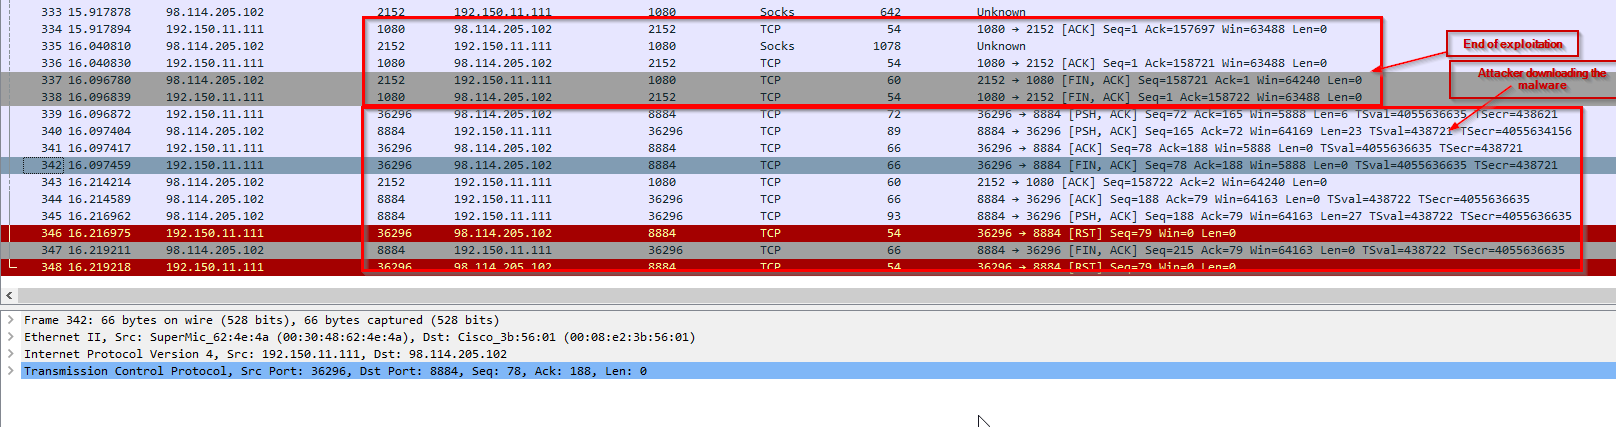 333 15.917878 98.114.205.102 2152 192.150.11.111 1080 Socks 642 Unknown
334 15.917894 192.150.11.111 1080 98.114.205.102 2152 TCP 54 1080 → 2152 [ACK] Seq=1 Ack=157697 Win=63488 Len=0
335 16.040810 98.114.205.102 2152 192.150.11.111 1080 Socks 1078 Unknown
End of exploitation
336 16.040830 192.150.11.111 1080 98.114.205.102 2152 TCP 54 1080 → 2152 [ACK] Seq=1 Ack=158721 Win=63488 Len=0
337 16.096780 98.114.205.102 2152 192.150.11.111 1080 TCP 60 2152 → 1080 [FIN, ACK] Seq=158721 Ack=1 Win=64240 Len=0
Attacker downloading the
malware
338 16.096839 192.150.11.111 1080 98.114.205.102 2152 TCP 54 1080 → 2152 [FIN, ACK] Seq=1 Ack=158722 Win=63488 Len=0
339 16.096872 192.150.11.111 36296 98.114.205.102 8884 TCP 72 36296 → 8884 [PSH, ACK] Seq=72 Ack=165 Win=5888 Len=6 TSval=4055636635 TSecr=438621
340 16.097404 98.114.205.102 8884 192.150.11.111 36296 TCP 89 8884 → 36296 [PSH, ACK] Seq=165 Ack=72 Win=64169 Len=23 TSval=438721 TSecr=4055634156
341 16.097417 192.150.11.111 36296 98.114.205.102 8884 TCP 66 36296 → 8884 [ACK] Seq=78 Ack=188 Win=5888 Len=0 TSval=4055636635 TSecr=438721
342 16.097459 192.150.11.111 36296 98.114.205.102 8884 TCP 66 36296 → 8884 [FIN, ACK] Seq=78 Ack=188 Win=5888 Len=0 TSval=4055636635 TSecr=438721
343 16.214214 98.114.205.102 2152 192.150.11.111 1080 TCP 60 2152 → 1080 [ACK] Seq=158722 Ack=2 Win=64240 Len=0
344 16.214589 98.114.205.102 8884 192.150.11.111 36296 TCP 66 8884 → 36296 [ACK] Seq=188 Ack=79 Win=64163 Len=0 TSval=438722 TSecr=4055636635
345 16.216962 98.114.205.102 8884 192.150.11.111 36296 TCP 93 8884 → 36296 [PSH, ACK] Seq=188 Ack=79 Win=64163 Len=27 TSval=438722 TSecr=4055636635
346 16.216975 192.150.11.111 36296 98.114.205.102 8884 TCP 54 36296 → 8884 [RST] Seq=79 Win=0 Len=0
347 16.219211 98.114.205.102 8884 192.150.11.111 36296 TCP 66 8884 → 36296 [FIN, ACK] Seq=215 Ack=79 Win=64163 Len=0 TSval=438722 TSecr=4055636635
348 16.219218 192.150.11.111 36296 98.114.205.102 8884 TCP 54 36296 → 8884 [RST] Seq=79 Win=0 Len=0
Frame 342: 66 bytes on wire (528 bits), 66 bytes captured (528 bits)
Ethernet II, Src: SuperMic_62:4e:4a (00:30:48:62:4e:4a), Dst: Cisco_3b:56:01 (00:08:e2:3b:56:01)
Internet Protocol Version 4, Src: 192.150.11.111, Dst: 98.114.205.102
Transmission Control Protocol, Src Port: 36296, Dst Port: 8884, Seq: 78, Ack: 188, Len: 0